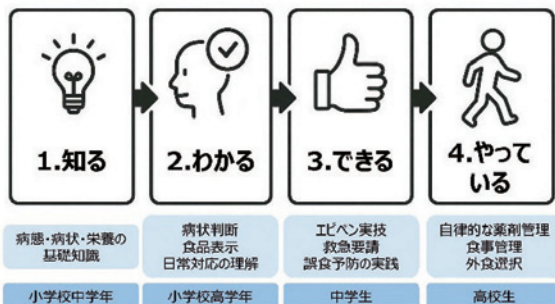 1.知る
2.わかる
3.できる
4.やって
いる
病態・病状・栄養の
基礎知識
病状判断
食品表示
日常対応の理解
エピペン実技
救急要請
誤食予防の実践
自律的な薬剤管理
食事管理
外食選択
小学校中学年
小学校高学年
中学生
高校生